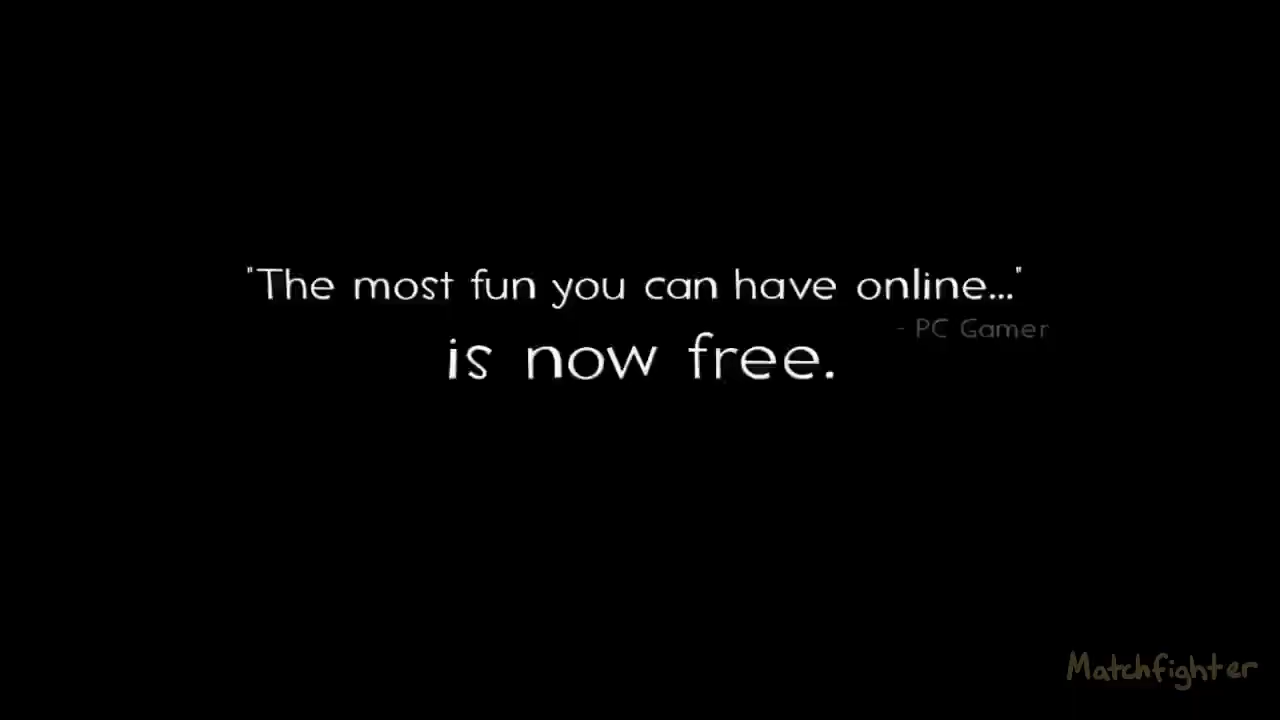 "The most fun you can have online..."
- PC Gamer
is now free.
Matchfighter